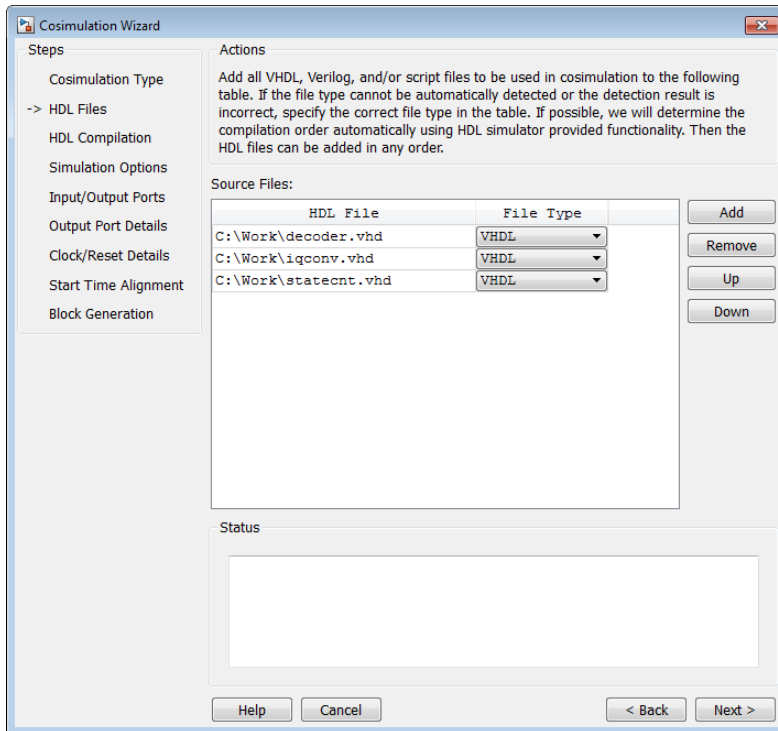 Cosimulation Wizard
Steps
Cosimulation Type
-> HDL Files
HDL Compilation
Simulation Options
Input/Output Ports
Output Port Details
Clock/Reset Details
Start Time Alignment
Block Generation
Actions
Add all VHDL, Verilog, and/or script files to be used in cosimulation to the following
table. If the file type cannot be automatically detected or the detection result is
incorrect, specify the correct file type in the table. If possible, we will determine the
compilation order automatically using HDL simulator provided functionality. Then the
HDL files can be added in any order.
Source Files:
HDL File File Type
C:\Work\decoder.vhd VHDL
C:\Work\iqconv.vhd VHDL
C:\Work\statecnt.vhd VHDL
Add
Remove
Up
Down
Status
Help Cancel < Back Next >